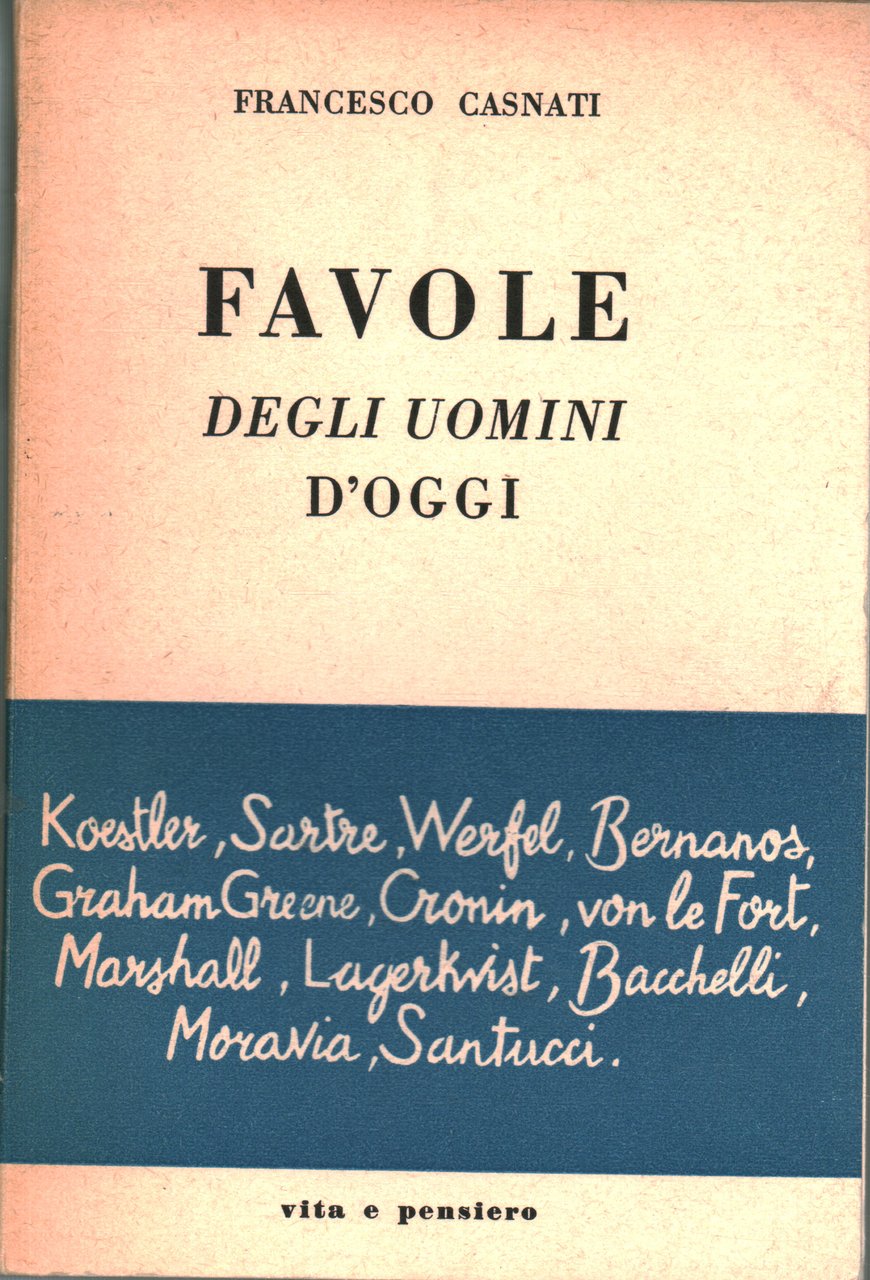 FRANCESCO CASNATI
FAVOLE
DEGLI UOMINI
D'OGGI
Koestler, Sartre, Werfel, Bernanos,
Graham Greene, Cronin, von le Fort,
Marshall, Lagerkvist, Bacchelli,
Moravia, Santucci.
vita e pensiero